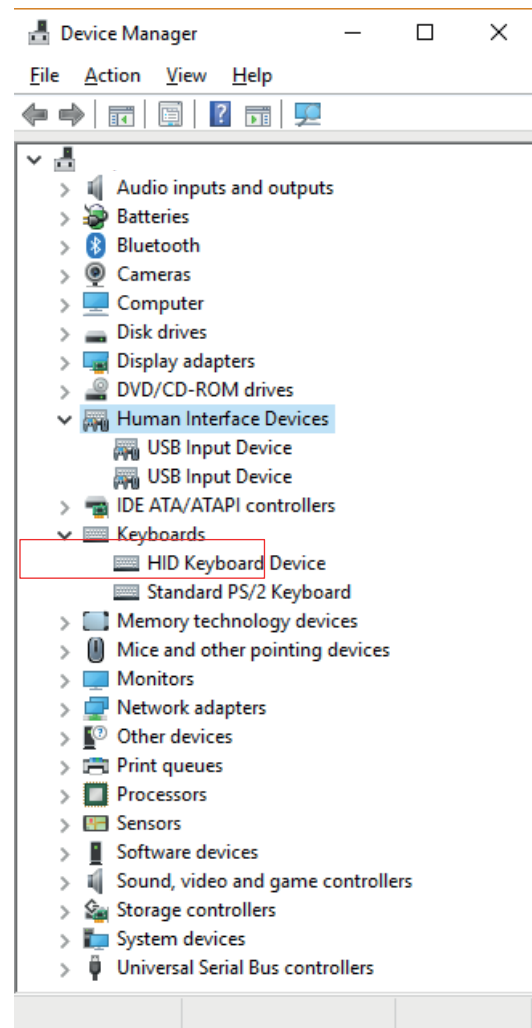 Device Manager
File Action View Help
Audio inputs and outputs
Batteries
Bluetooth
Cameras
Computer
Disk drives
Display adapters
DVD/CD-ROM drives
Human Interface Devices
USB Input Device
USB Input Device
IDE ATA/ATAPI controllers
Keyboards
HID Keyboard Device
Standard PS/2 Keyboard
Memory technology devices
Mice and other pointing devices
Monitors
Network adapters
Other devices
Print queues
Processors
Sensors
Software devices
Sound, video and game controllers
Storage controllers
System devices
Universal Serial Bus controllers